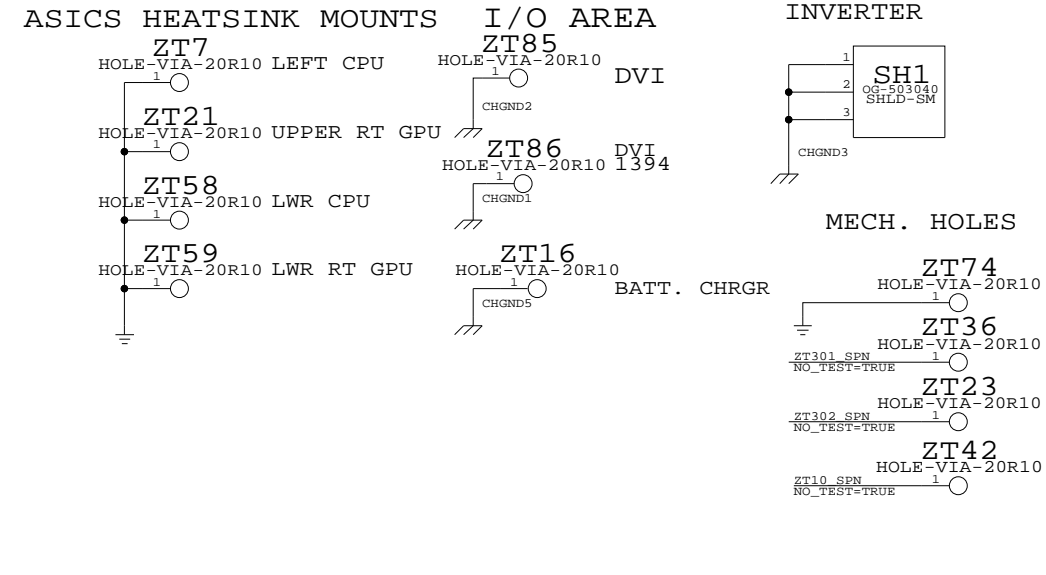 ASICS HEATSINK MOUNTS
ZT7
HOLE-VIA-20R10 LEFT CPU
1
ZT21
HOLE-VIA-20R10 UPPER RT GPU
1
ZT58
HOLE-VIA-20R10 LWR CPU
1
ZT59
HOLE-VIA-20R10 LWR RT GPU
1
I/O AREA
ZT85
HOLE-VIA-20R10
1
DVI
CHGND2
ZT86
HOLE-VIA-20R10
1
DVI
1394
CHGND1
ZT16
HOLE-VIA-20R10
1
BATT. CHRGR
CHGND5
INVERTER
1
2
3
SH1
OG-503040
SHLD-SM
CHGND3
MECH. HOLES
ZT74
HOLE-VIA-20R10
1
ZT36
HOLE-VIA-20R10
ZT301_SPN
1
NO_TEST=TRUE
ZT23
HOLE-VIA-20R10
ZT302_SPN
1
NO_TEST=TRUE
ZT42
HOLE-VIA-20R10
ZT10_SPN
1
NO_TEST=TRUE